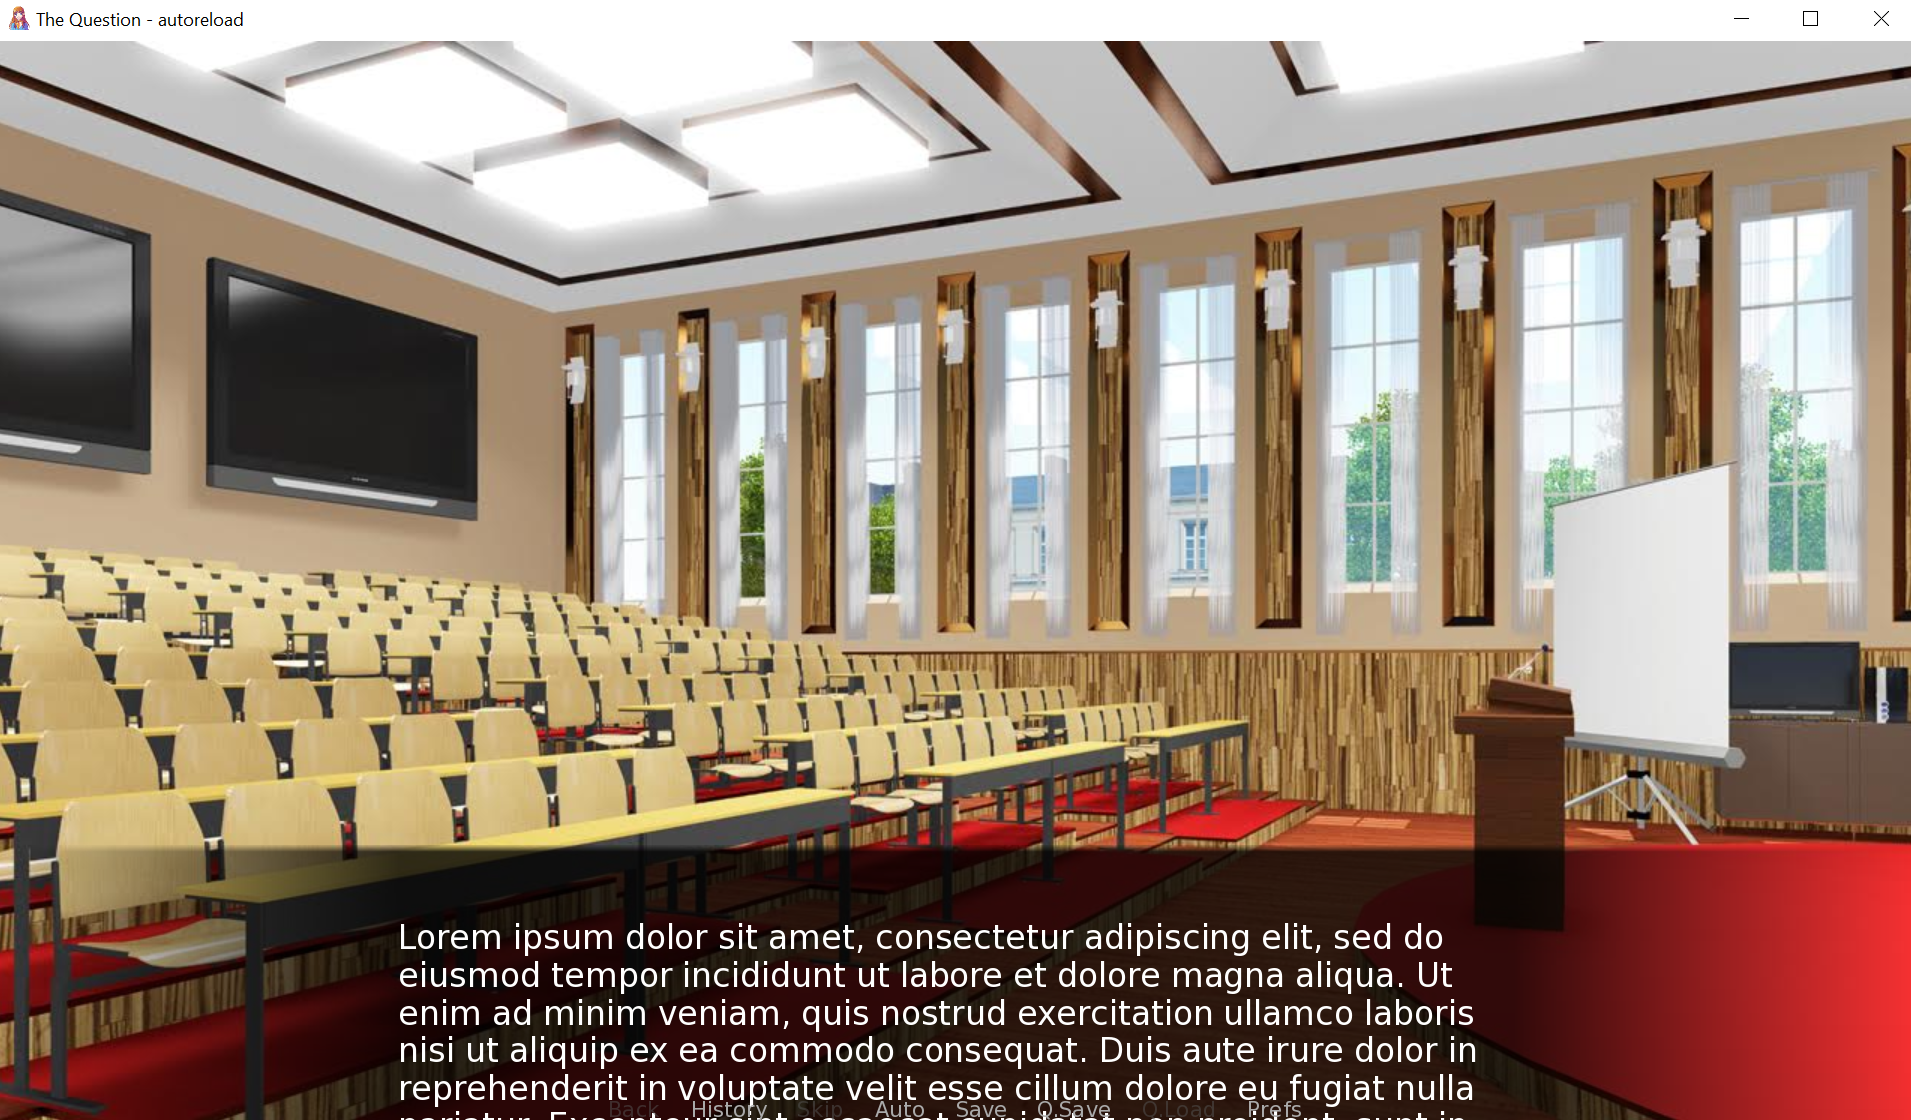 The Question - autoreload
Lorem ipsum dolor sit amet, consectetur adipiscing elit, sed do
eiusmod tempor incididunt ut labore et dolore magna aliqua. Ut
enim ad minim veniam, quis nostrud exercitation ullamco laboris
nisi ut aliquip ex ea commodo consequat. Duis aute irure dolor in
reprehenderit in voluptate velit esse cillum dolore eu fugiat nulla
Back History Skip Auto Save Q.Save Q.Load Prefs